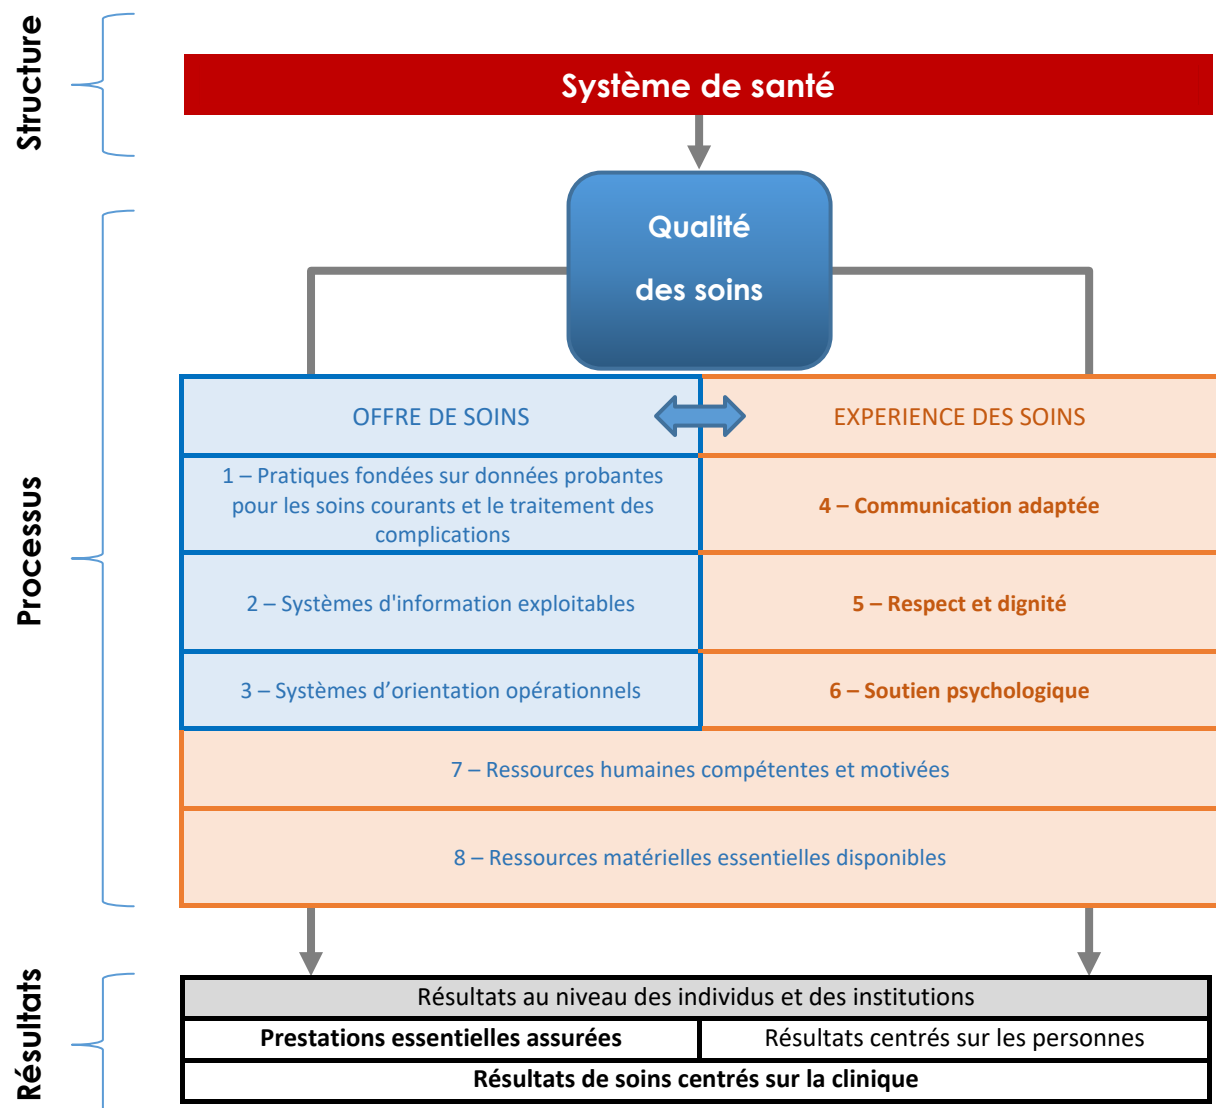 Structure
Système de santé
Processus
Qualité
des soins
OFFRE DE SOINS
EXPERIENCE DES SOINS
1 – Pratiques fondées sur données probantes
pour les soins courants et le traitement des
complications
4 – Communication adaptée
2 – Systèmes d'information exploitables
5 – Respect et dignité
3 – Systèmes d’orientation opérationnels
6 – Soutien psychologique
7 – Ressources humaines compétentes et motivées
8 – Ressources matérielles essentielles disponibles
Résultats
Résultats au niveau des individus et des institutions
Prestations essentielles assurées
Résultats centrés sur les personnes
Résultats de soins centrés sur la clinique